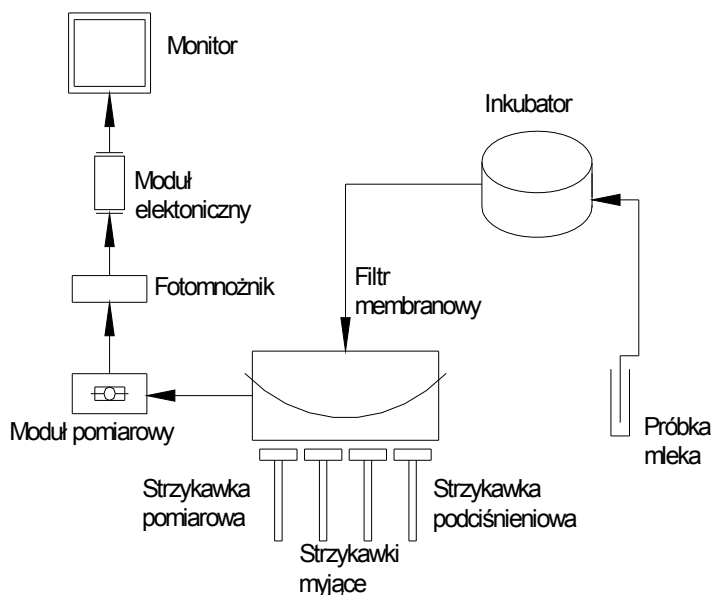 Monitor
Inkubator
Moduł
elektoniczny
Fotomnożnik
Filtr
membranowy
Moduł pomiarowy
Próbka
mleka
Strzykawka
pomiarowa
Strzykawka
podciśnieniowa
Strzykawki
myjące